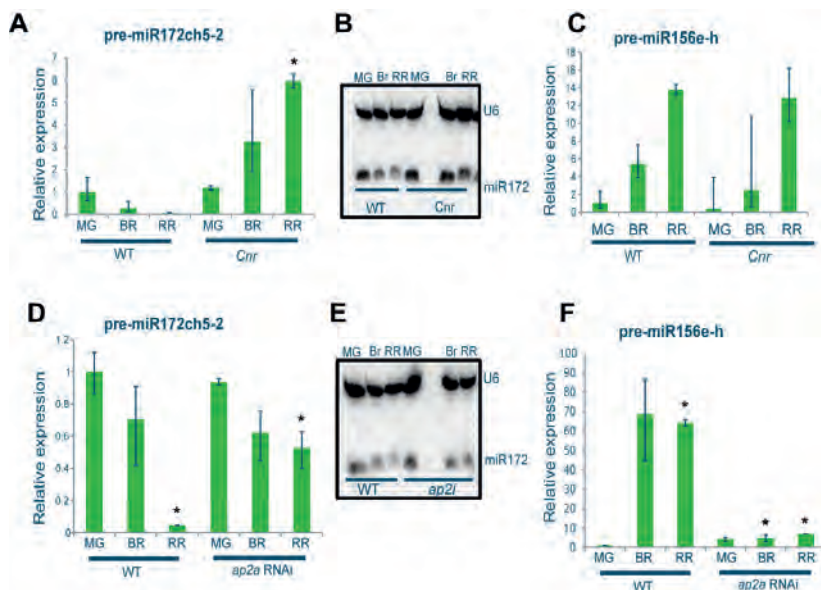 A
pre-miR172ch5-2
Relative expression
7
6
5
4
3
2
1
0
*
MG BR RR MG BR RR
WT Cnr
B
MG Br RR MG Br RR
U6
miR172
WT Cnr
C
pre-miR156e-h
Relative expression
18
16
14
12
10
8
6
4
2
0
MG BR RR MG BR RR
WT Cnr
D
pre-miR172ch5-2
Relative expression
1.2
1
0.8
0.6
0.4
0.2
0
* *
MG BR RR MG BR RR
WT ap2a RNAi
E
MG Br RR MG Br RR
U6
miR172
WT ap2i
F
pre-miR156e-h
Relative expression
100
90
80
70
60
50
40
30
20
10
0
* * *
MG BR RR MG BR RR
WT ap2a RNAi